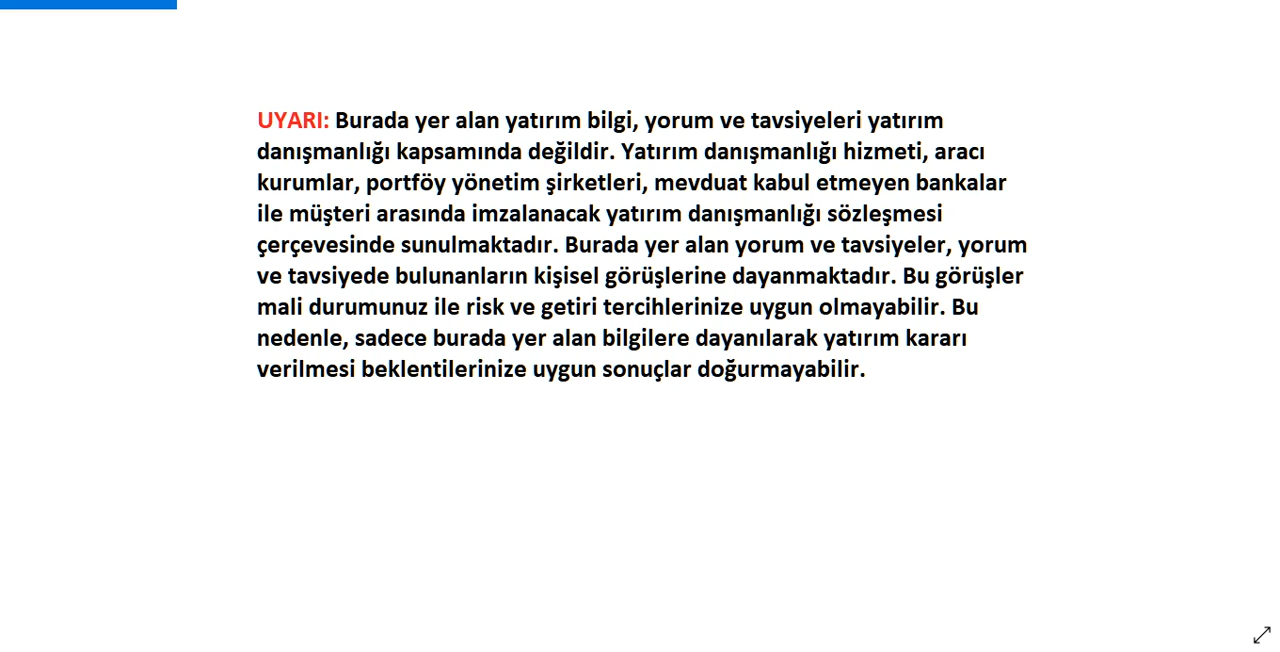 UYARI: Burada yer alan yatırım bilgi, yorum ve tavsiyeleri yatırım
danışmanlığı kapsamında değildir. Yatırım danışmanlığı hizmeti, aracı
kurumlar, portföy yönetim şirketleri, mevduat kabul etmeyen bankalar
ile müşteri arasında imzalanacak yatırım danışmanlığı sözleşmesi
çerçevesinde sunulmaktadır. Burada yer alan yorum ve tavsiyeler, yorum
ve tavsiyede bulunanların kişisel görüşlerine dayanmaktadır. Bu görüşler
mali durumunuz ile risk ve getiri tercihlerinize uygun olmayabilir. Bu
nedenle, sadece burada yer alan bilgilere dayanılarak yatırım kararı
verilmesi beklentilerinize uygun sonuçlar doğurmayabilir.